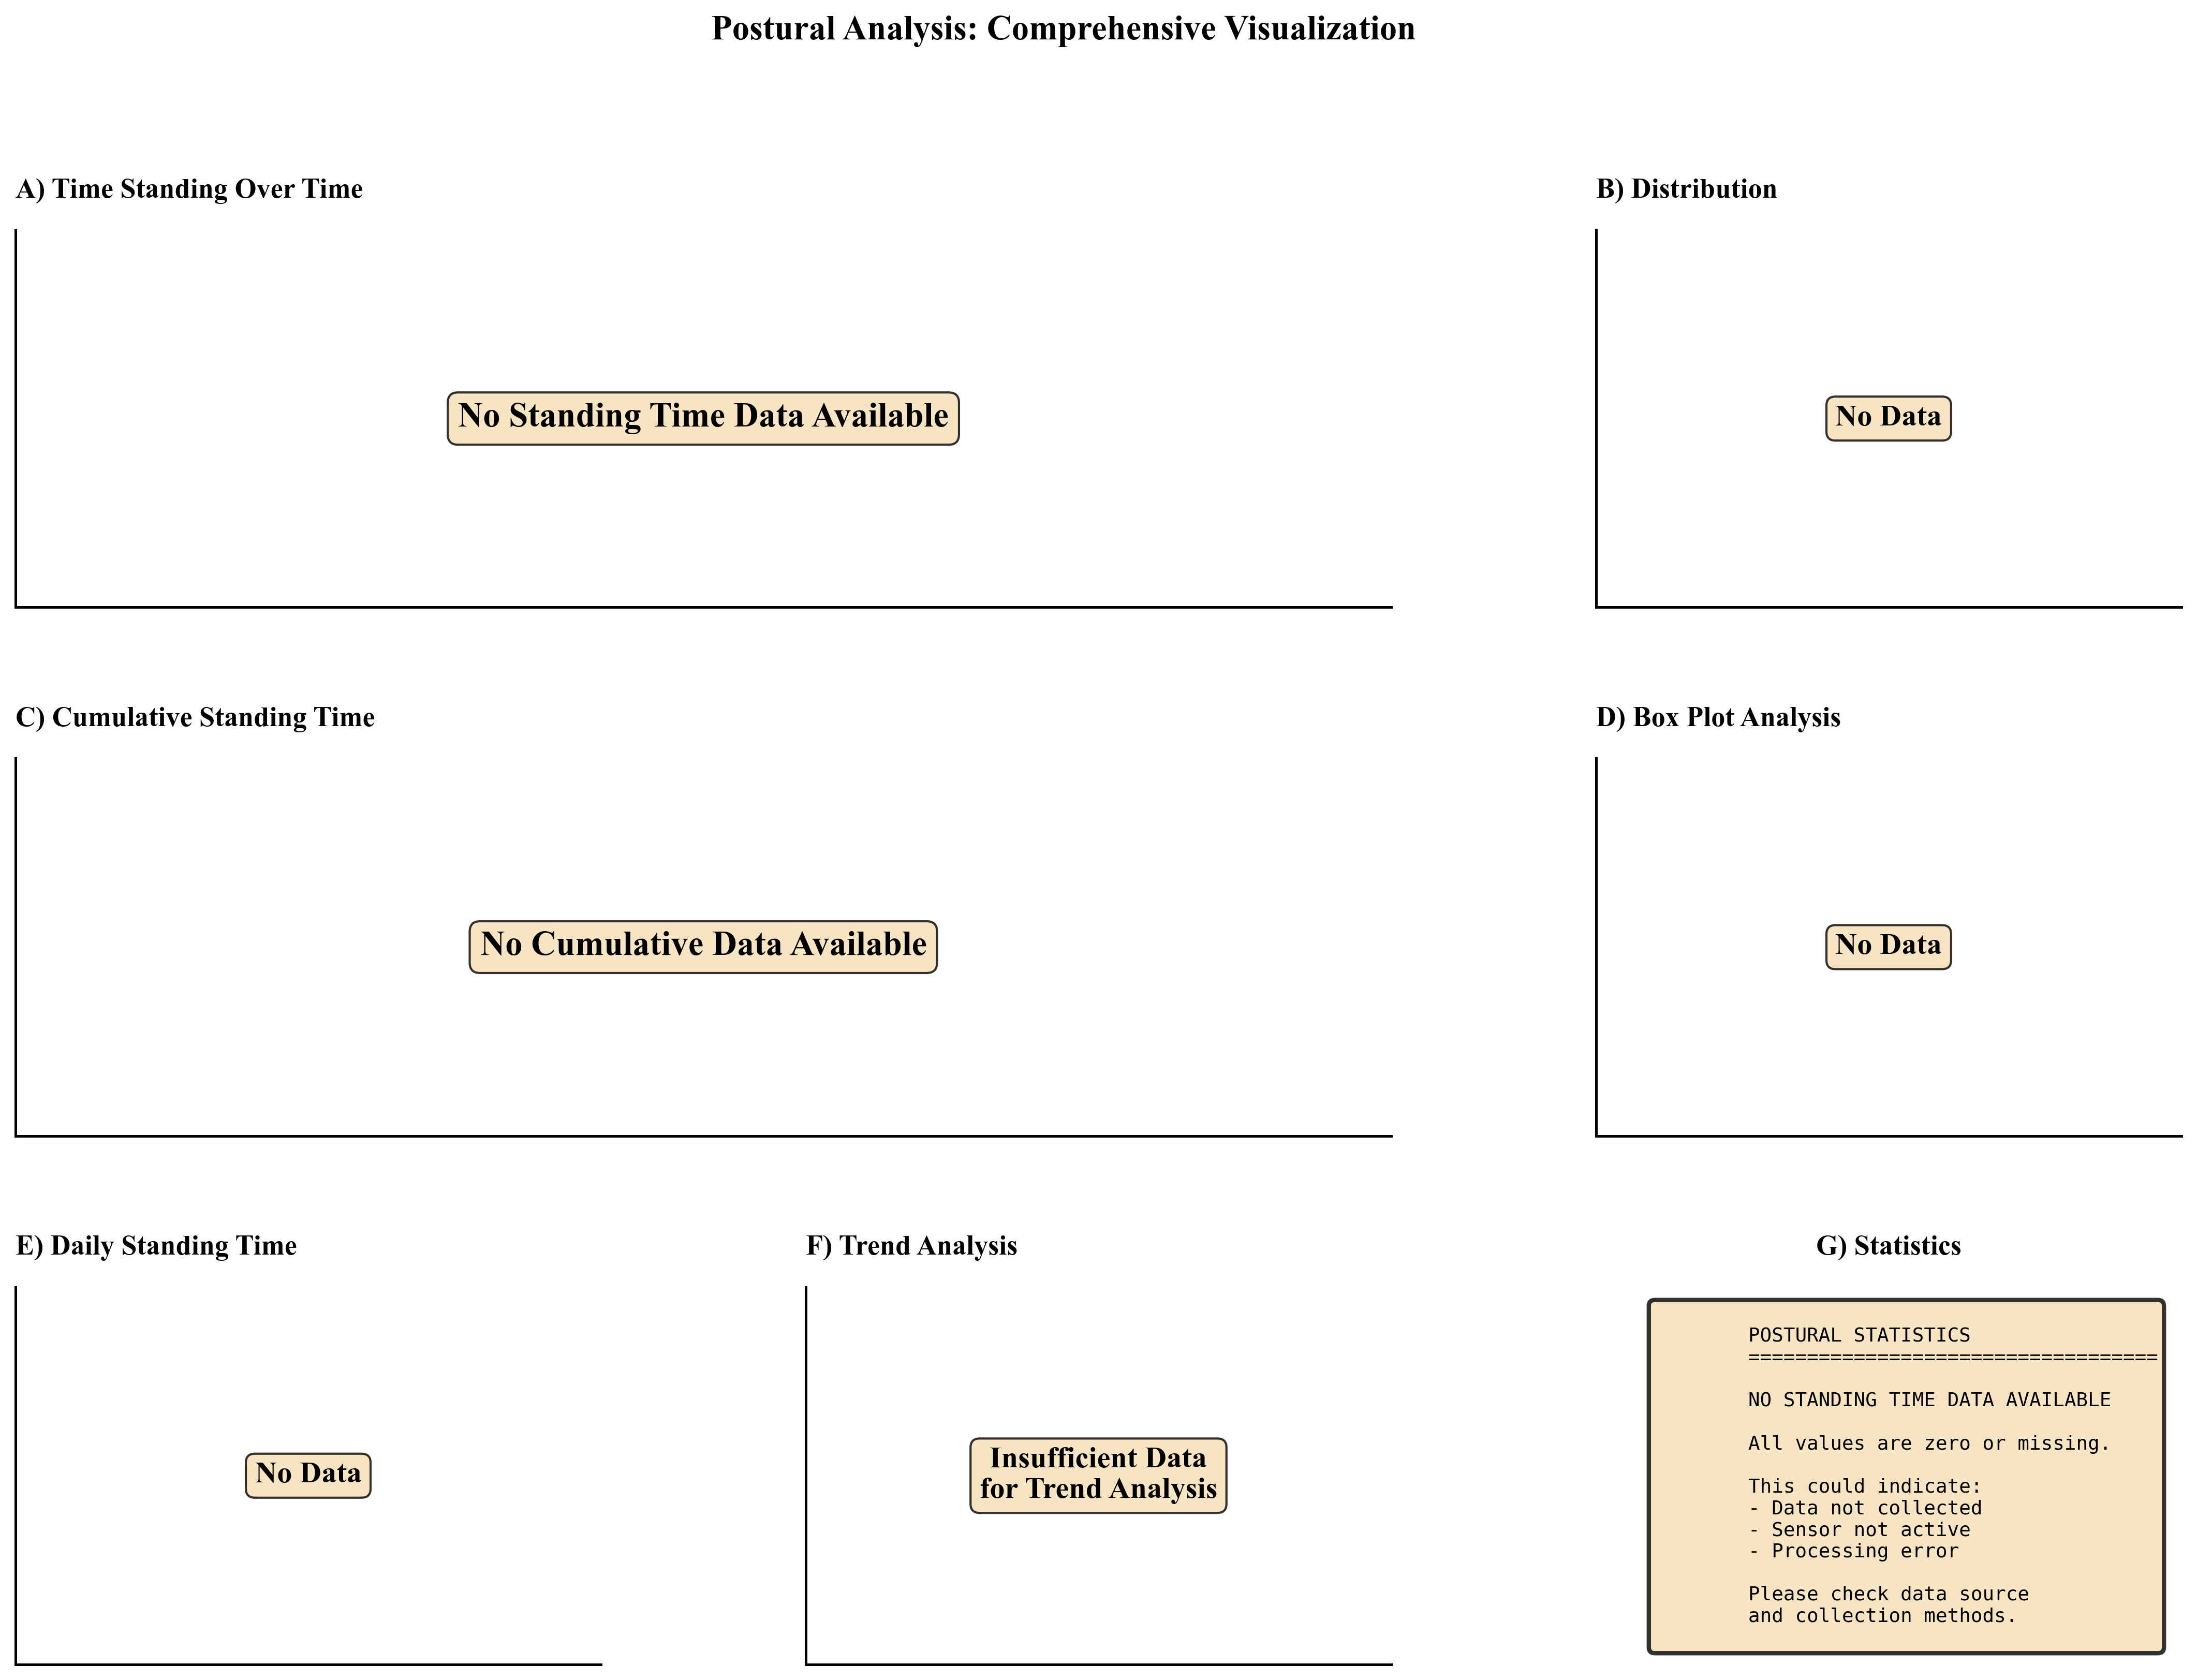 Postural Analysis: Comprehensive Visualization
A) Time Standing Over Time
No Standing Time Data Available
B) Distribution
No Data
C) Cumulative Standing Time
No Cumulative Data Available
D) Box Plot Analysis
No Data
E) Daily Standing Time
No Data
F) Trend Analysis
Insufficient Data
for Trend Analysis
G) Statistics
POSTURAL STATISTICS
===================================
NO STANDING TIME DATA AVAILABLE
All values are zero or missing.
This could indicate:
- Data not collected
- Sensor not active
- Processing error
Please check data source
and collection methods.